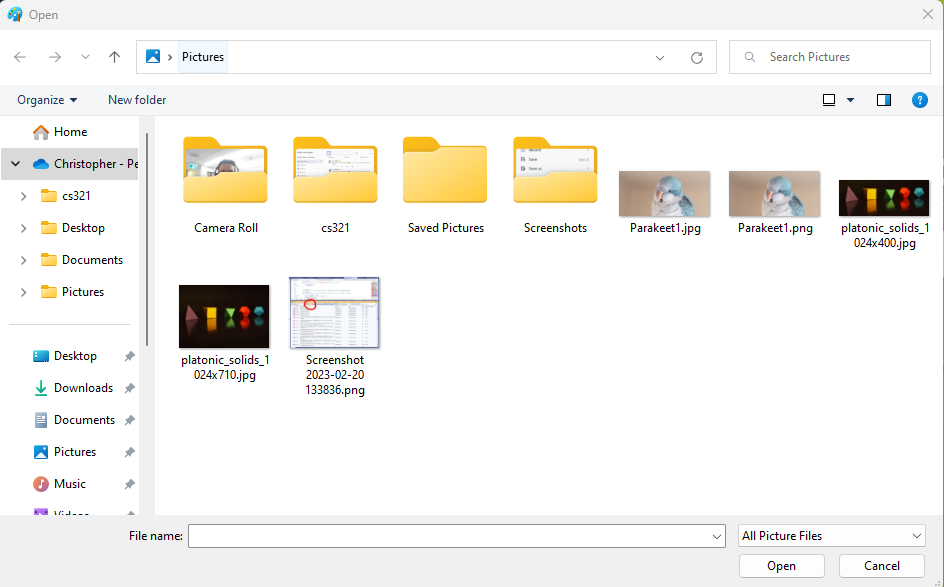 Open
Pictures
Search Pictures
Organize
New folder
Home
Christopher - Pe
cs321
Desktop
Documents
Pictures
Desktop
Downloads
Documents
Pictures
Music
Videos
Camera Roll
cs321
Saved Pictures
Screenshots
Parakeet1.jpg
Parakeet1.png
platonic_solids_1
024x400.jpg
platonic_solids_1
024x710.jpg
Screenshot
2023-02-20
133836.png
File name:
All Picture Files
Open
Cancel